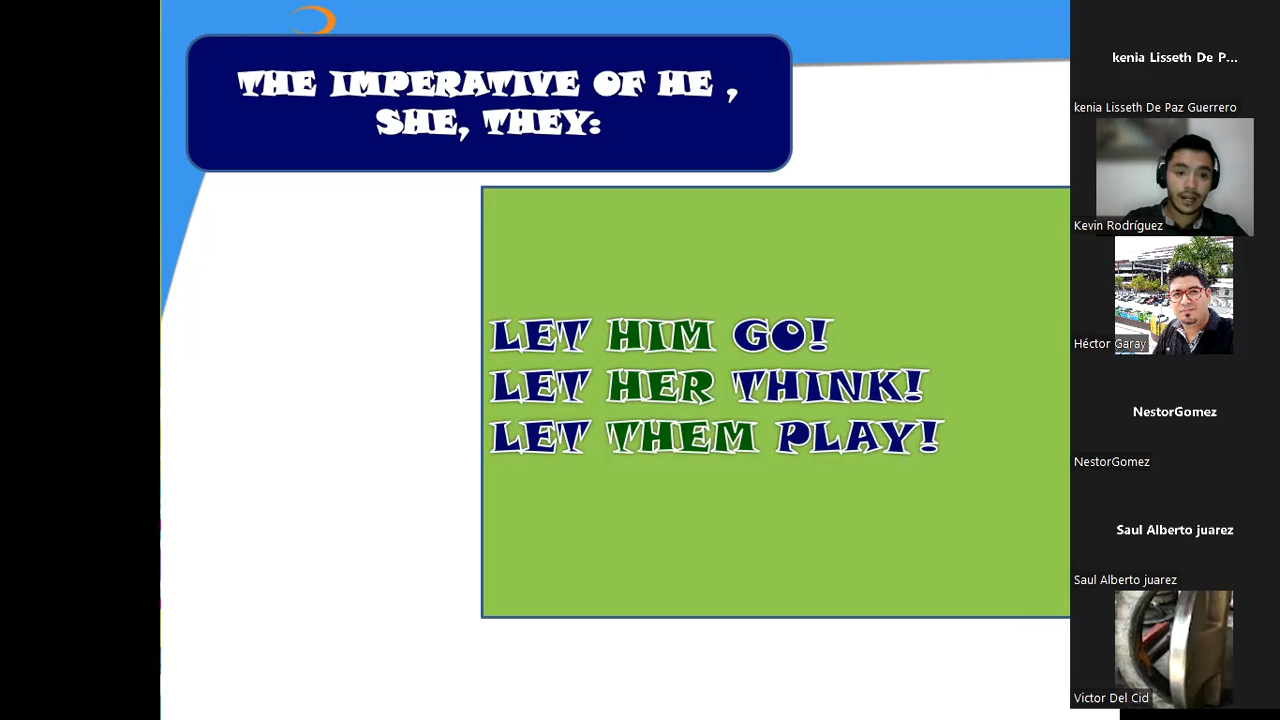 THE IMPERATIVE OF HE ,
SHE, THEY:
LET HIM GO!
LET HER THINK!
LET THEM PLAY!
kenia Lisseth De P...
kenia Lisseth De Paz Guerrero
Kevin Rodríguez
Héctor Garay
NestorGomez
NestorGomez
Saul Alberto juarez
Saul Alberto juarez
Victor Del Cid